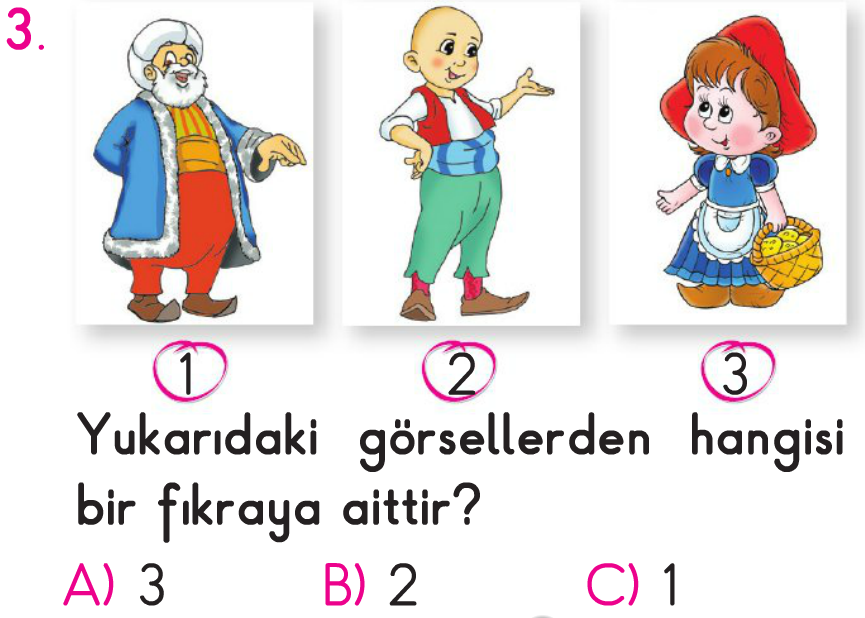 3.
1 2 3
Yukarıdaki görsellerden hangisi
bir fıkraya aittir?
A) 3 B) 2 C) 1